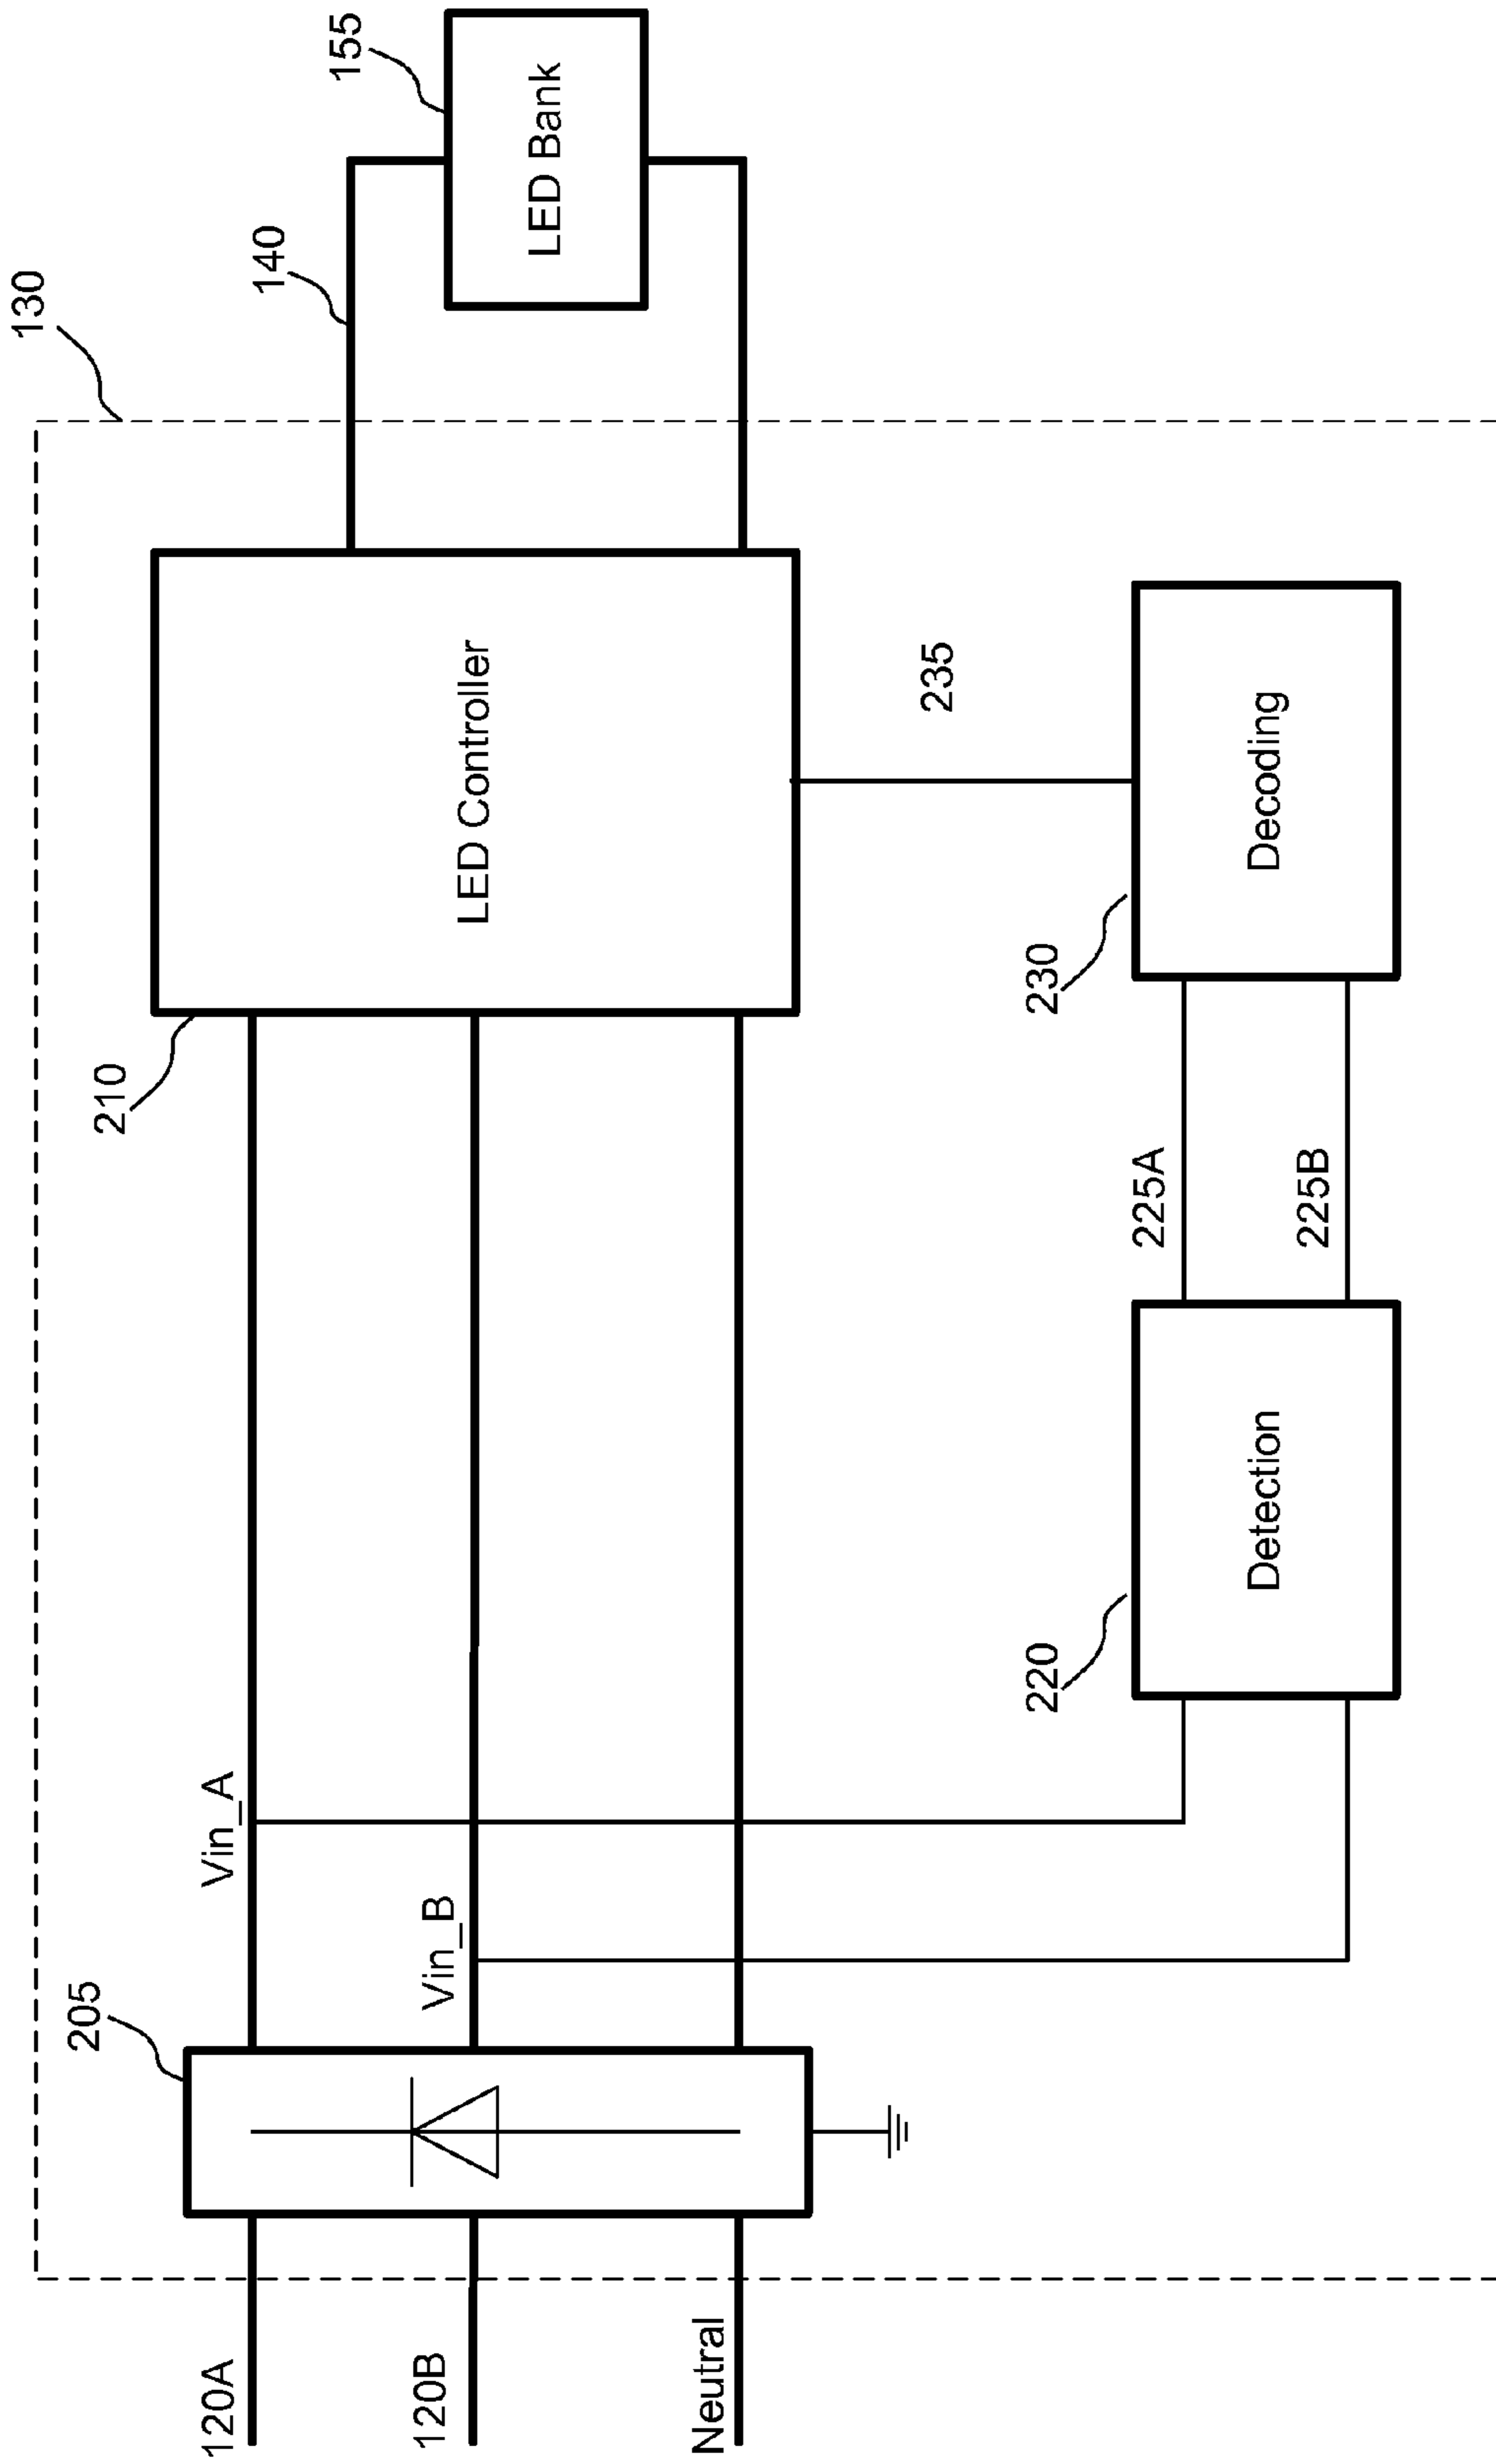 130
155
140
LED Bank
210
LED Controller
235
205
Vin_A
Vin_B
120A
120B
Neutral
220
Detection
225A
225B
230
Decoding